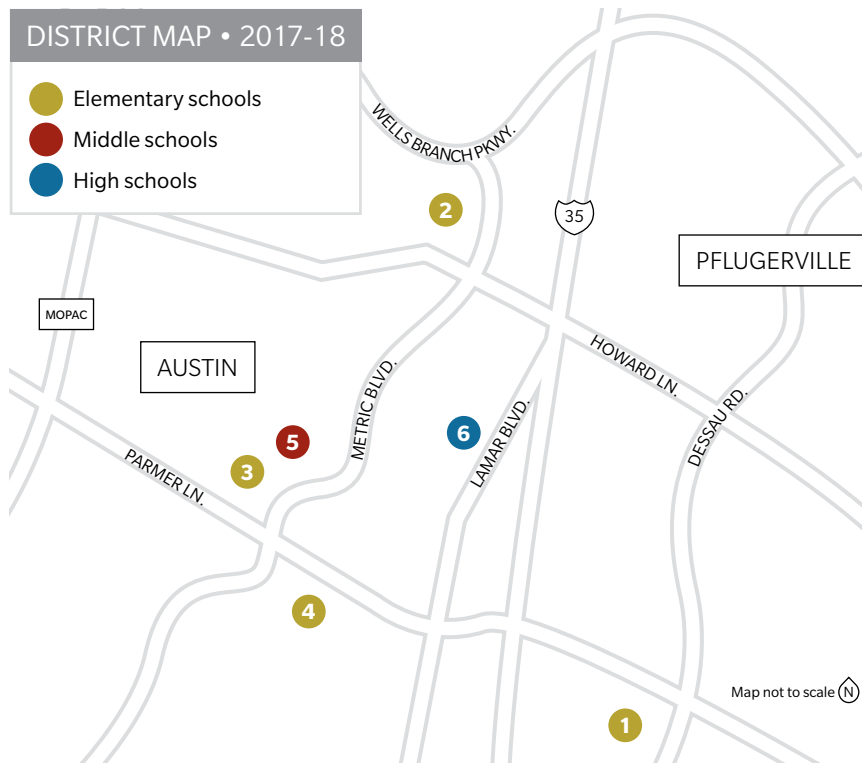 DISTRICT MAP • 2017-18
Elementary schools
Middle schools
High schools
WELLS BRANCH PKWY.
2
35
PFLUGERVILLE
MOPAC
AUSTIN
HOWARD LN.
METRIC BLVD.
LAMAR BLVD.
DESSAU RD.
6
5
3
PARMER LN.
4
Map not to scale N
1